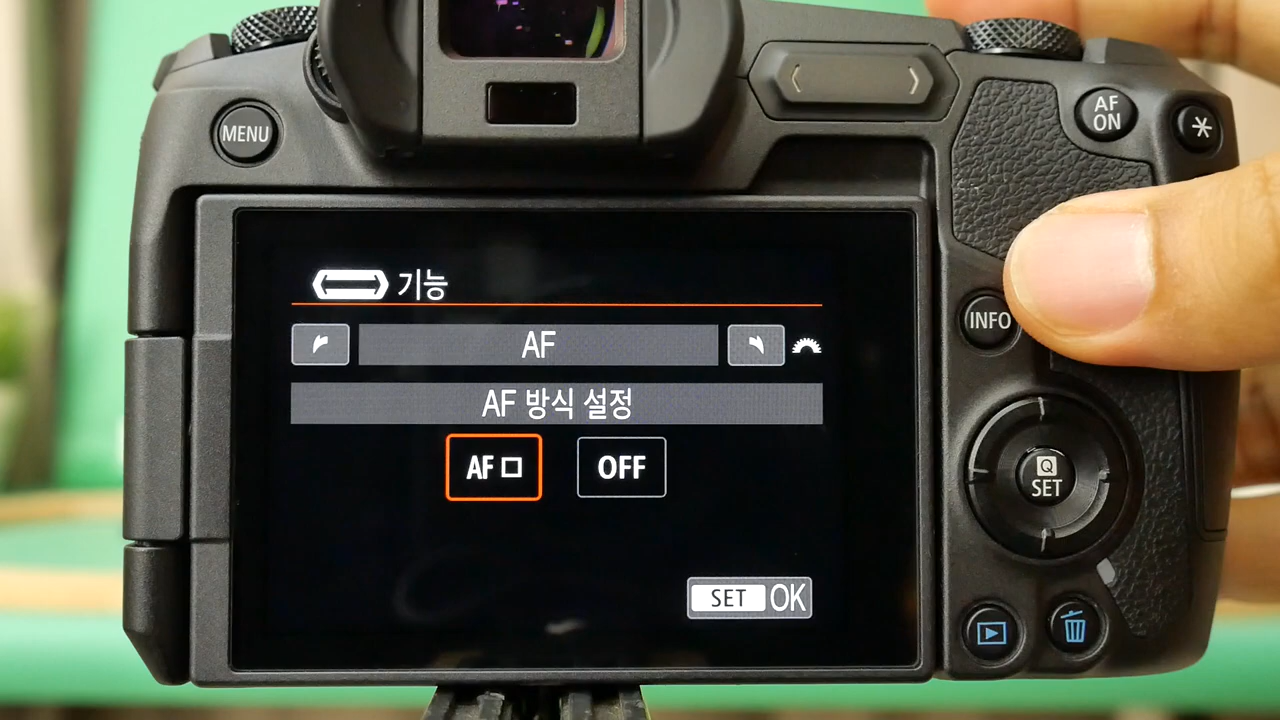 MENU
AF
ON
기능
AF
AF 방식 설정
AF OFF
SET OK
INFO
Q
SET